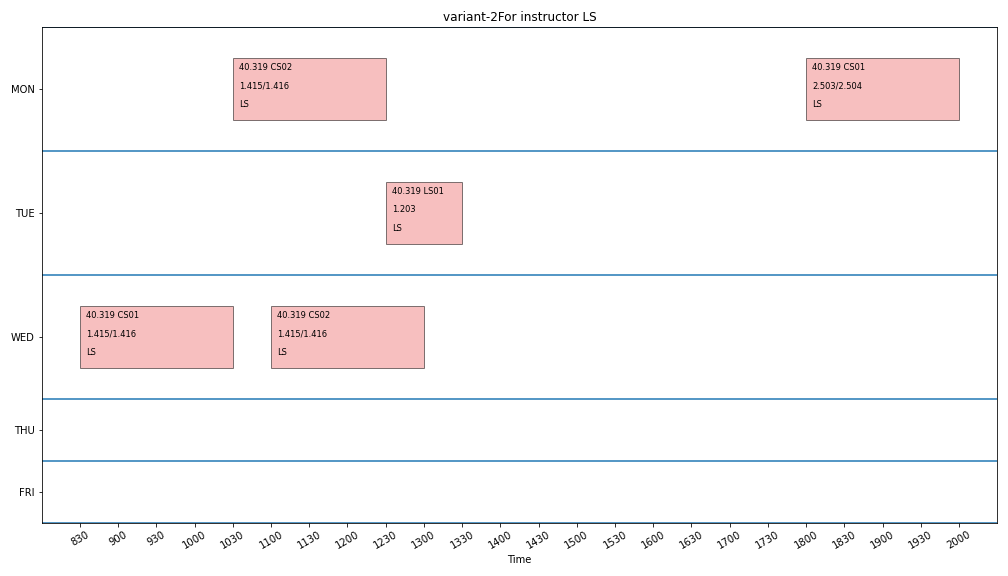 variant-2For instructor LS
MON
40.319 CS02
1.415/1.416
LS
40.319 CS01
2.503/2.504
LS
TUE
40.319 LS01
1.203
LS
WED
40.319 CS01
1.415/1.416
LS
40.319 CS02
1.415/1.416
LS
THU
FRI
830 900 930 1000 1030 1100 1130 1200 1230 1300 1330 1400 1430 1500 1530 1600 1630 1700 1730 1800 1830 1900 1930 2000
Time